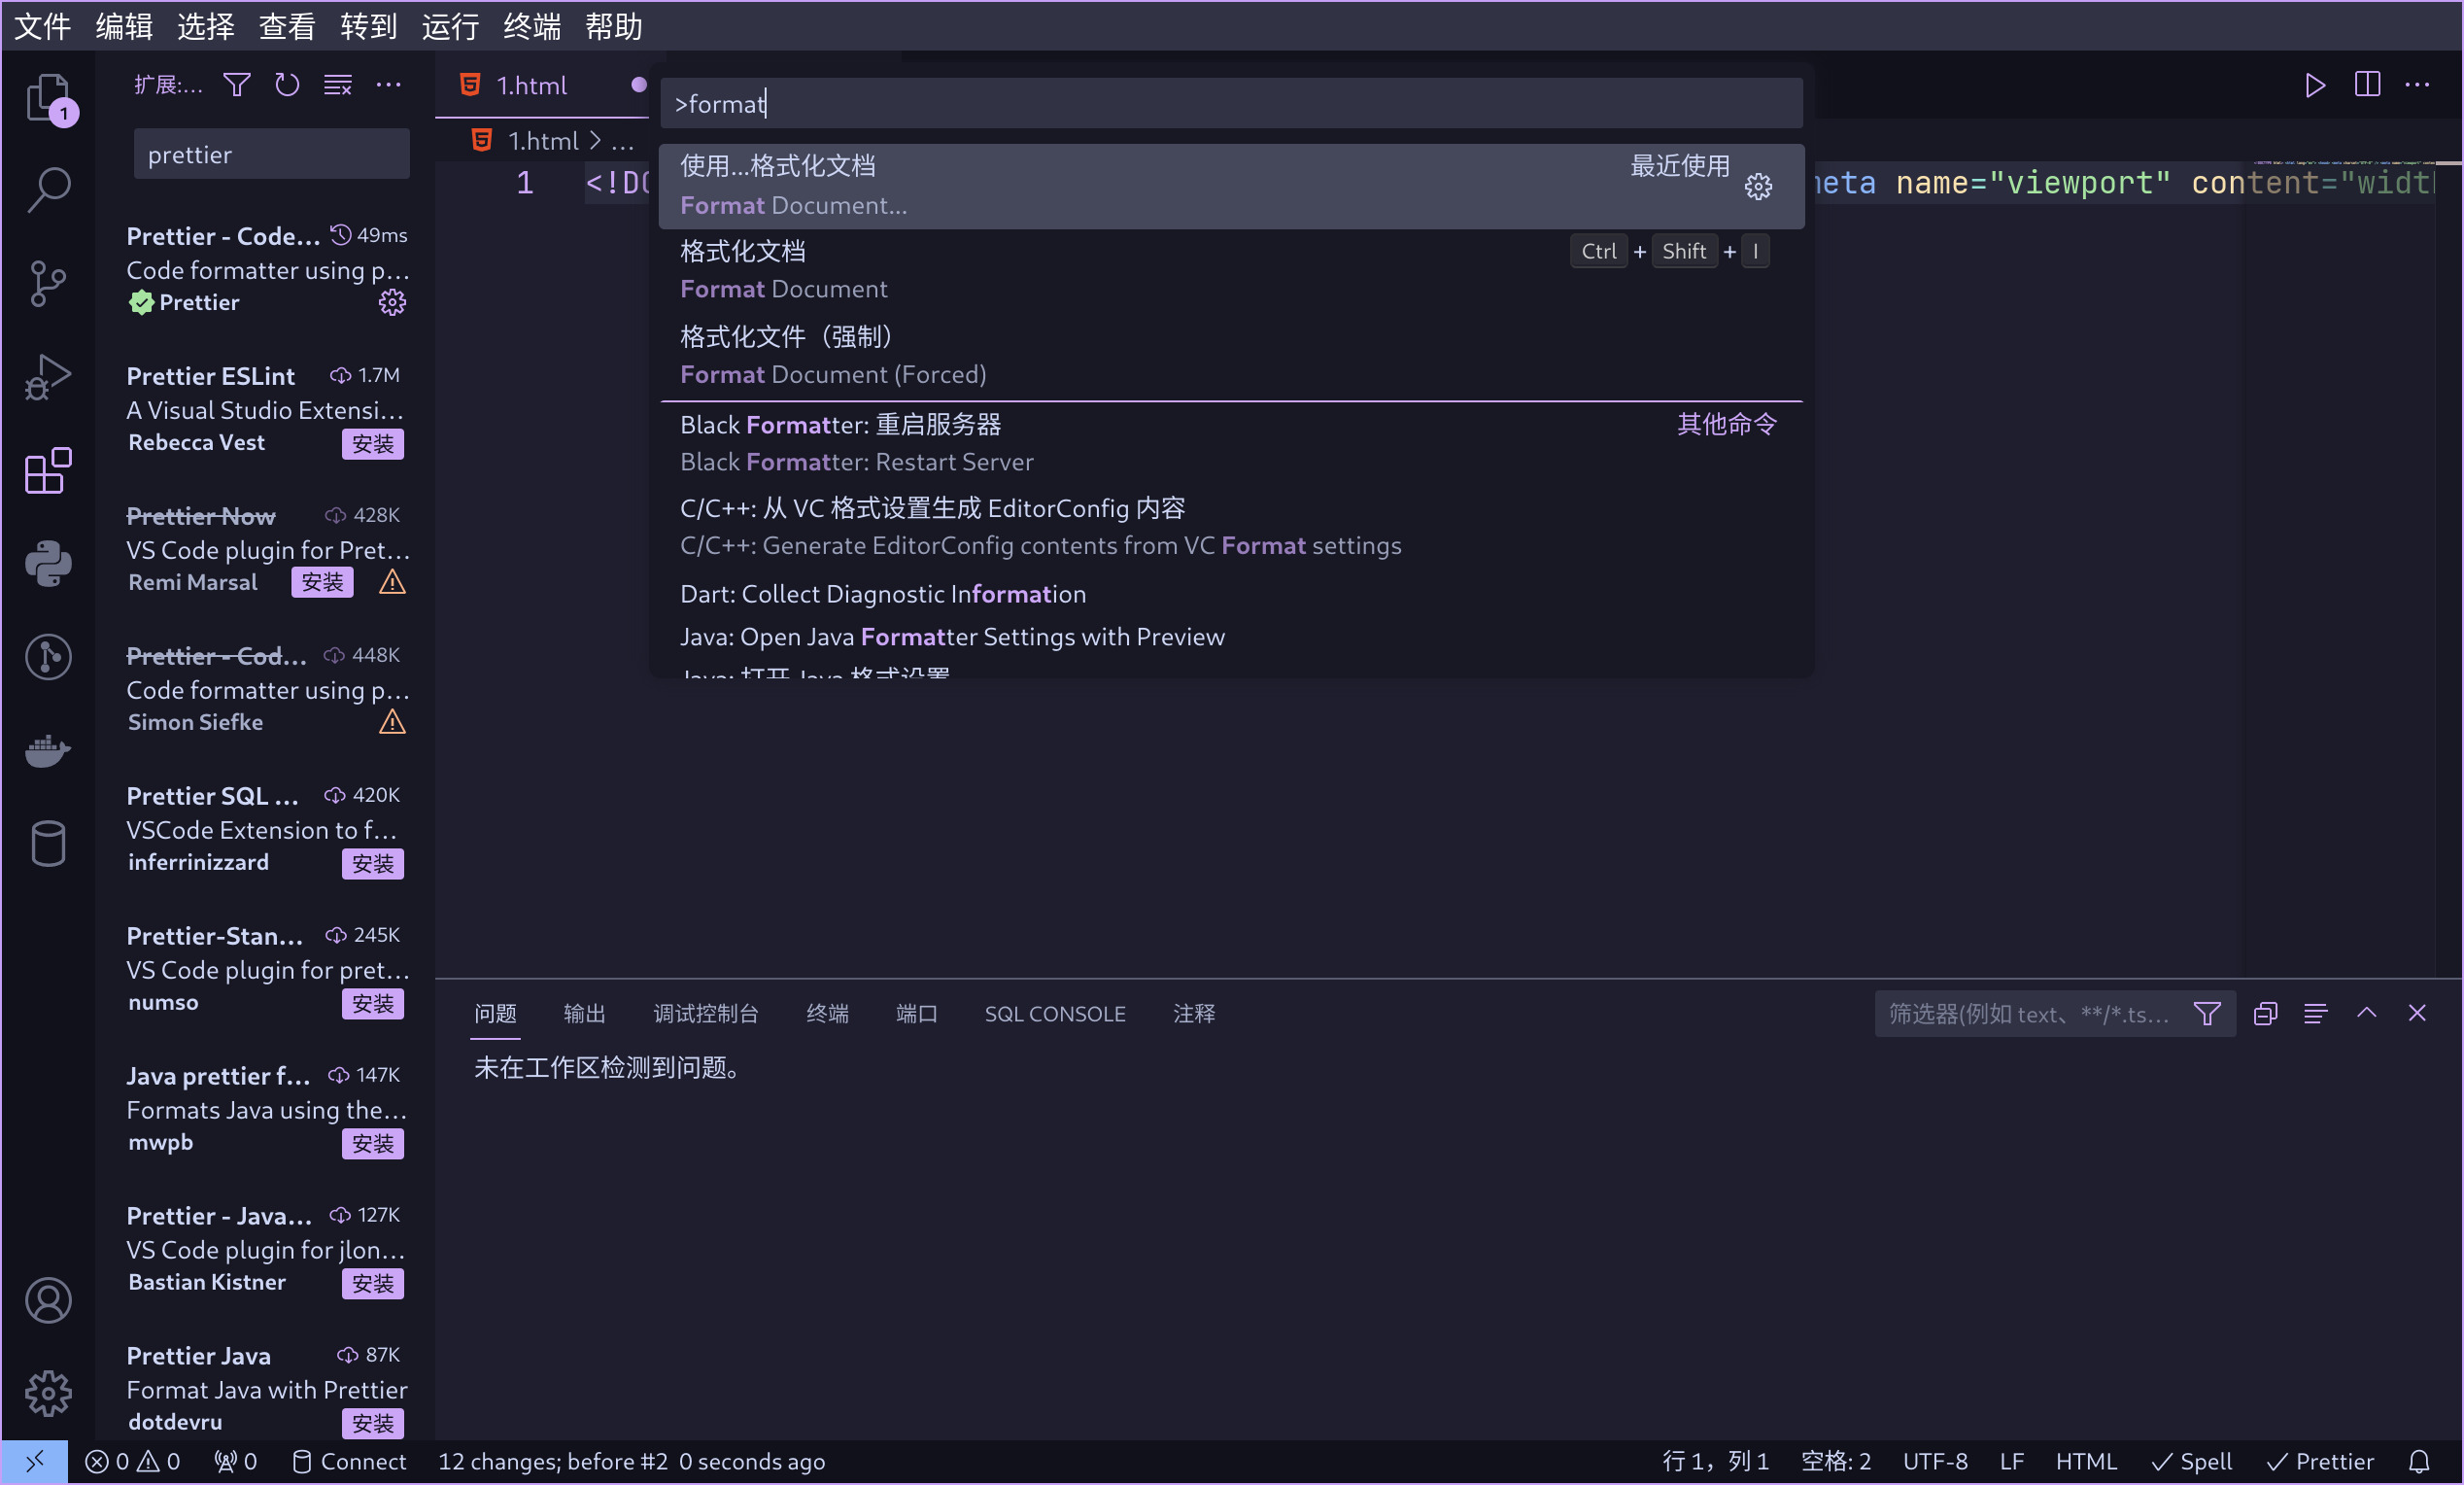 文件 编辑 选择 查看 转到 运行 终端 帮助
1
扩展:...
prettier
Prettier - Code... 49ms
Code formatter using p...
Prettier
Prettier ESLint 1.7M
A Visual Studio Extensi...
Rebecca Vest 安装
Prettier Now 428K
VS Code plugin for Pret...
Remi Marsal 安装
Prettier - Cod... 448K
Code formatter using p...
Simon Siefke
Prettier SQL ... 420K
VSCode Extension to f...
inferrinizzard 安装
Prettier-Stan... 245K
VS Code plugin for pret...
numso 安装
Java prettier f... 147K
Formats Java using the...
mwpb 安装
Prettier - Java... 127K
VS Code plugin for jlon...
Bastian Kistner 安装
Prettier Java 87K
Format Java with Prettier
dotdevru 安装
1.html
1.html > ...
1 <!DO
meta name="viewport" content="widt
>format
使用...格式化文档 最近使用
Format Document...
格式化文档 Ctrl + Shift + I
Format Document
格式化文件（强制）
Format Document (Forced)
Black Formatter: 重启服务器 其他命令
Black Formatter: Restart Server
C/C++: 从 VC 格式设置生成 EditorConfig 内容
C/C++: Generate EditorConfig contents from VC Format settings
Dart: Collect Diagnostic Information
Java: Open Java Formatter Settings with Preview
Java: 打开 Java 格式设置
问题 输出 调试控制台 终端 端口 SQL CONSOLE 注释 筛选器(例如 text、**/*.ts...
未在工作区检测到问题。
0 0 0 Connect 12 changes; before #2 0 seconds ago 行 1，列 1 空格: 2 UTF-8 LF HTML Spell Prettier